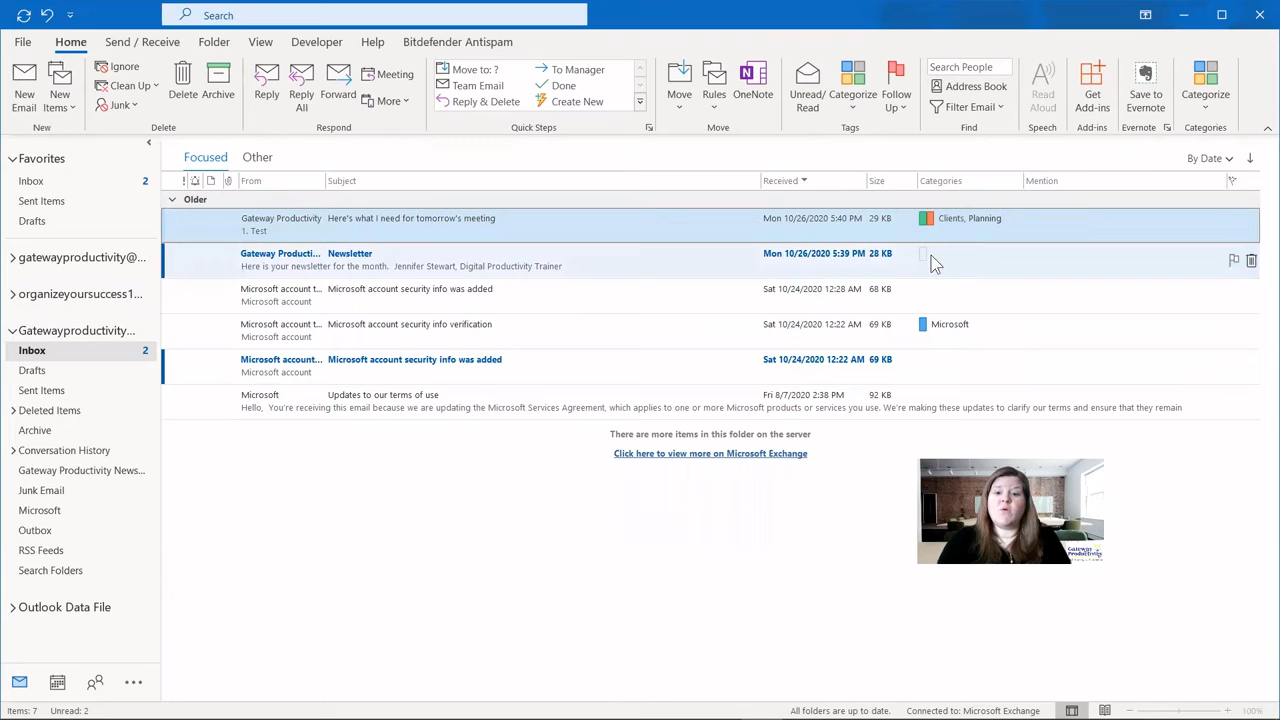 Search
File Home Send / Receive Folder View Developer Help Bitdefender Antispam
New Email
New Items
New
Ignore
Clean Up
Junk
Delete
Archive
Delete
Reply
Reply All
Forward
Meeting
More
Respond
Move to: ?
Team Email
Reply & Delete
To Manager
Done
Create New
Quick Steps
Move
Rules
OneNote
Move
Unread/ Read
Categorize
Follow Up
Tags
Search People
Address Book
Filter Email
Find
Read Aloud
Speech
Get Add-ins
Add-ins
Save to Evernote
Evernote
Categorize
Categories
Favorites
Inbox 2
Sent Items
Drafts
gatewayproductivity@...
organizeyoursuccess1...
Gatewayproductivity...
Inbox 2
Drafts
Sent Items
Deleted Items
Archive
Conversation History
Gateway Productivity News...
Junk Email
Microsoft
Outbox
RSS Feeds
Search Folders
Outlook Data File
Focused Other By Date
From Subject Received Size Categories Mention
Older
Gateway Productivity Here's what I need for tomorrow's meeting Mon 10/26/2020 5:40 PM 29 KB Clients, Planning
1. Test
Gateway Producti... Newsletter Mon 10/26/2020 5:39 PM 28 KB
Here is your newsletter for the month. Jennifer Stewart, Digital Productivity Trainer
Microsoft account t... Microsoft account security info was added Sat 10/24/2020 12:28 AM 68 KB
Microsoft account
Microsoft account t... Microsoft account security info verification Sat 10/24/2020 12:22 AM 69 KB Microsoft
Microsoft account
Microsoft account... Microsoft account security info was added Sat 10/24/2020 12:22 AM 69 KB
Microsoft account
Microsoft Updates to our terms of use Fri 8/7/2020 2:38 PM 92 KB
Hello, You're receiving this email because we are updating the Microsoft Services Agreement, which applies to one or more Microsoft products or services you use. We're making these updates to clarify our terms and ensure that they remain
There are more items in this folder on the server
Click here to view more on Microsoft Exchange
Gateway
Productivity
Items: 7 Unread: 2 All folders are up to date. Connected to: Microsoft Exchange 100%